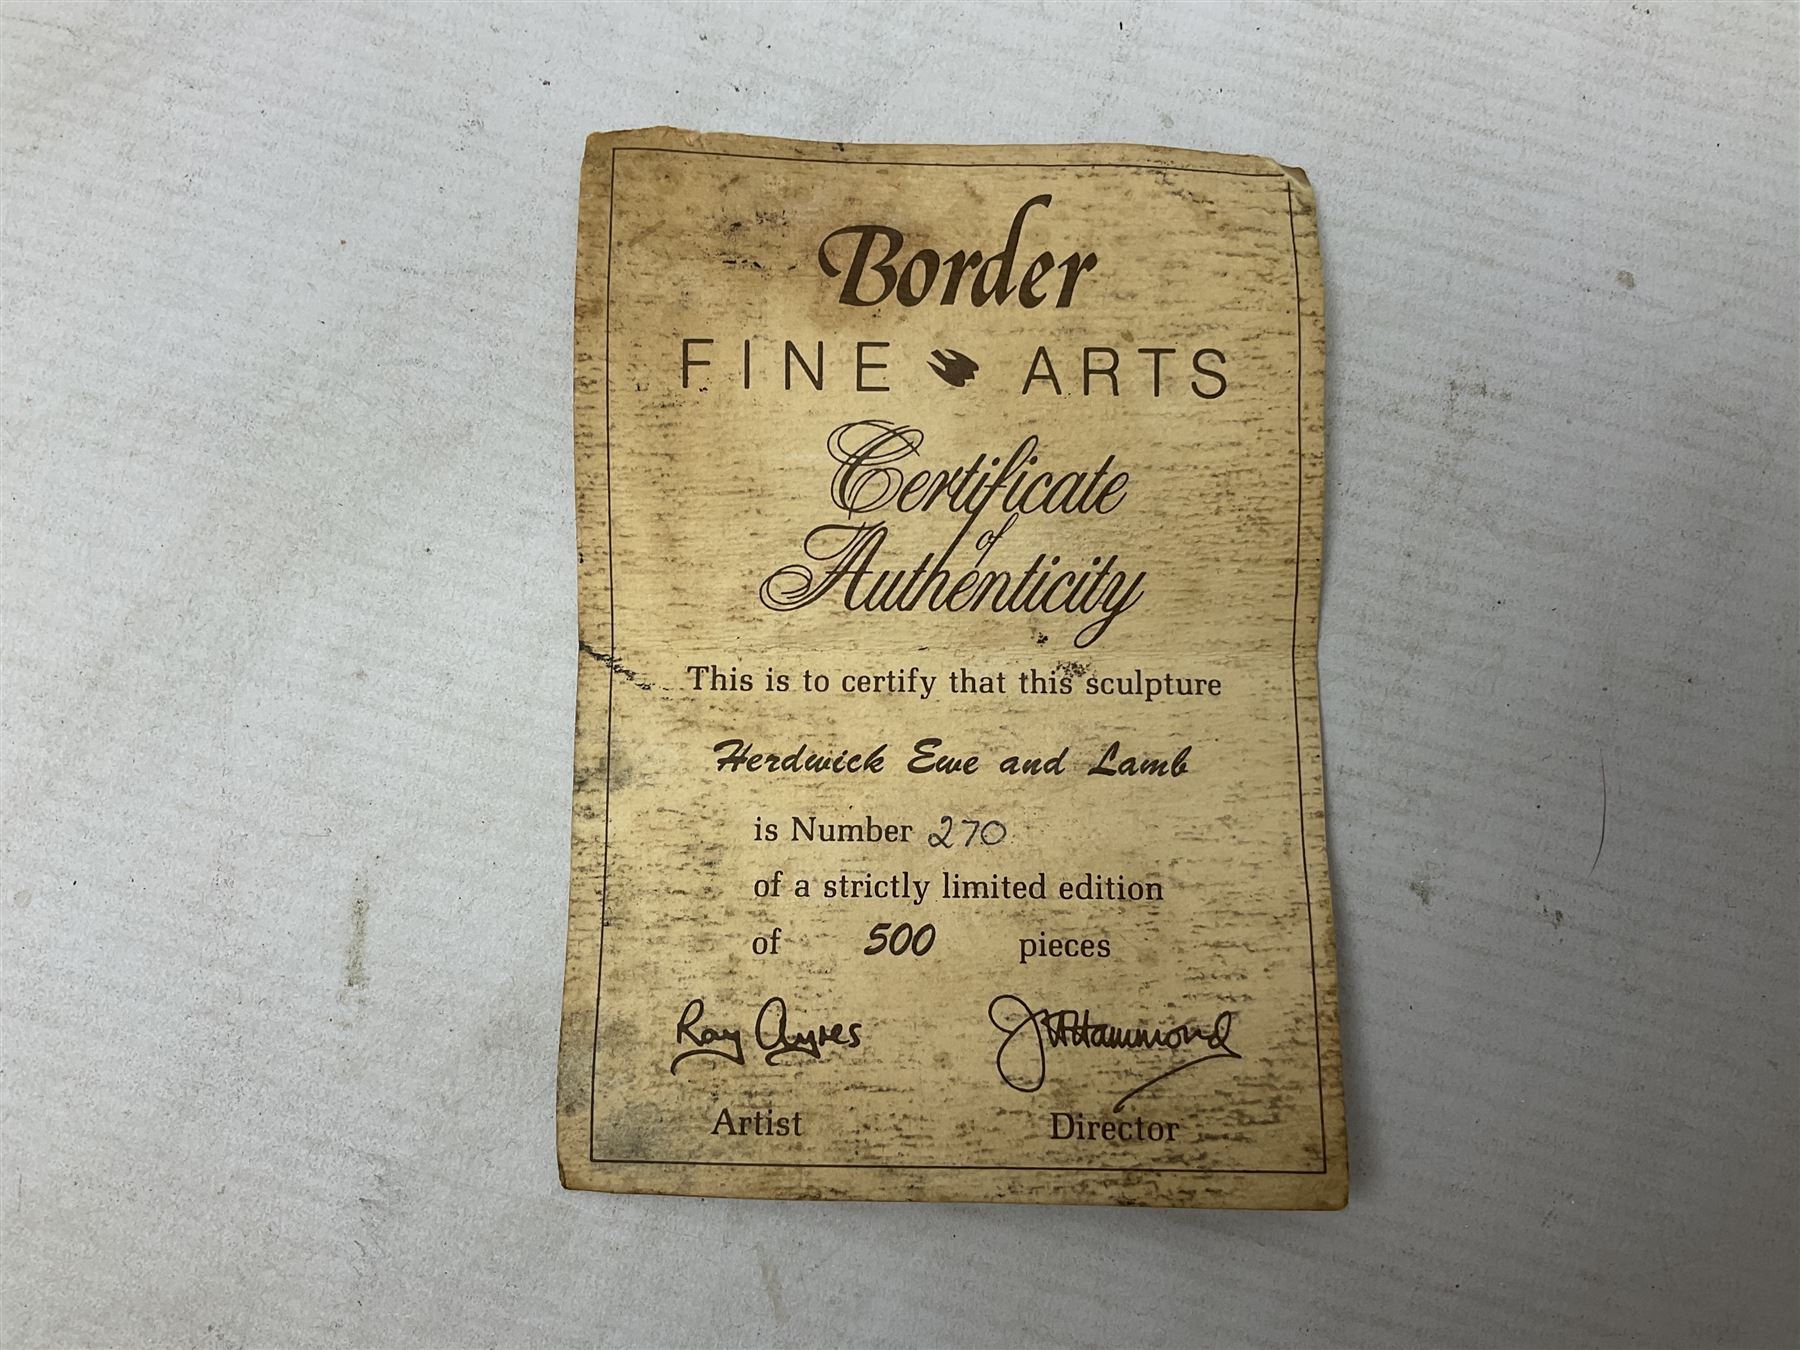 Border
FINE ARTS
Certificate
of
Authenticity
This is to certify that this sculpture
Herdwick Ewe and Lamb
is Number 270
of a strictly limited edition
of 500 pieces
Ray Ayres JHammond
Artist Director